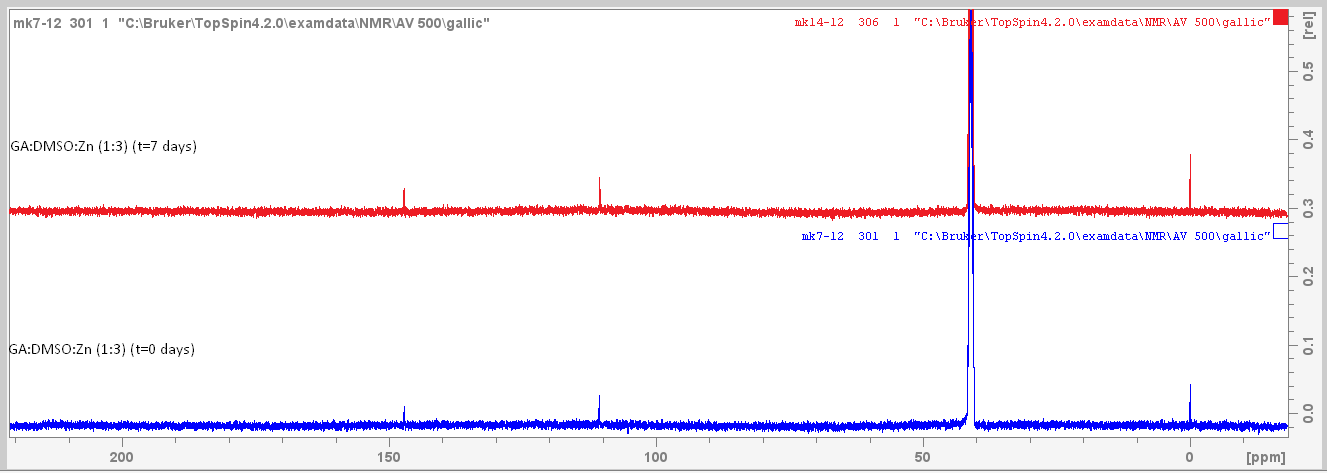 mk7-12 301 1 "C:\Bruker\TopSpin4.2.0\examdata\NMR\AV 500\gallic"
mk14-12 306 1 "C:\Bruker\TopSpin4.2.0\examdata\NMR\AV 500\gallic"
[rel]
0.5
GA:DMSO:Zn (1:3) (t=7 days)
0.4
0.3
mk7-12 301 1 "C:\Bruker\TopSpin4.2.0\examdata\NMR\AV 500\gallic"
0.2
GA:DMSO:Zn (1:3) (t=0 days)
0.1
0.0
200 150 100 50 0 [ppm]